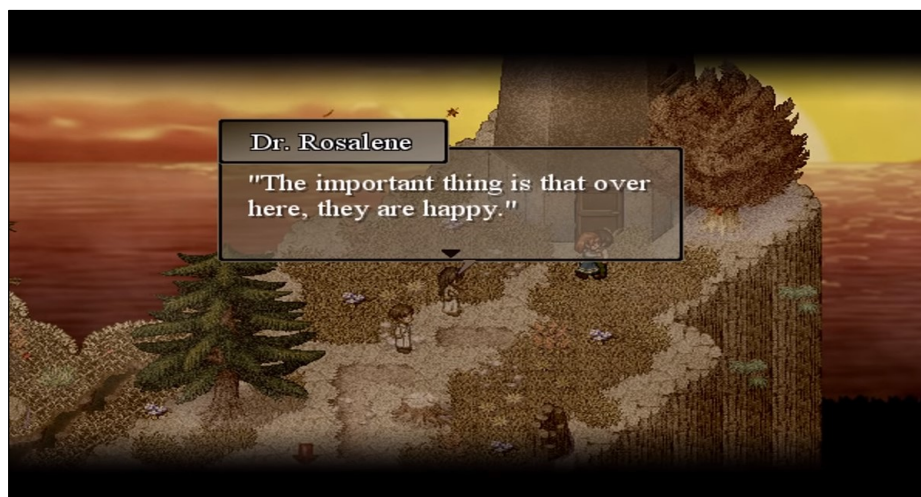 Dr. Rosalene
"The important thing is that over
here, they are happy."